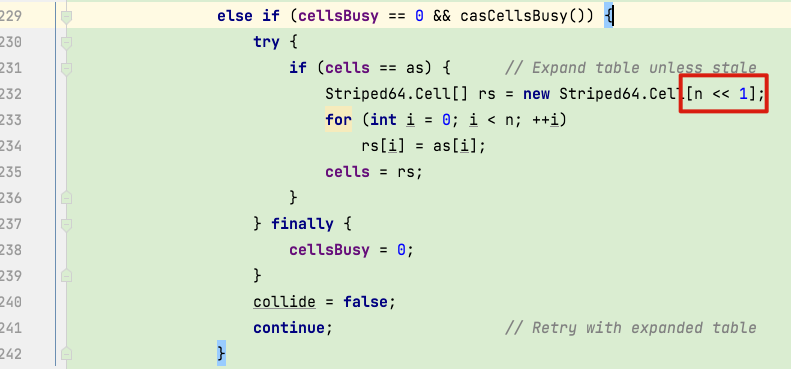 229 else if (cellsBusy == 0 && casCellsBusy()) {
230 try {
231 if (cells == as) { // Expand table unless stale
232 Striped64.Cell[] rs = new Striped64.Cell[n << 1];
233 for (int i = 0; i < n; ++i)
234 rs[i] = as[i];
235 cells = rs;
236 }
237 } finally {
238 cellsBusy = 0;
239 }
240 collide = false;
241 continue; // Retry with expanded table
242 }